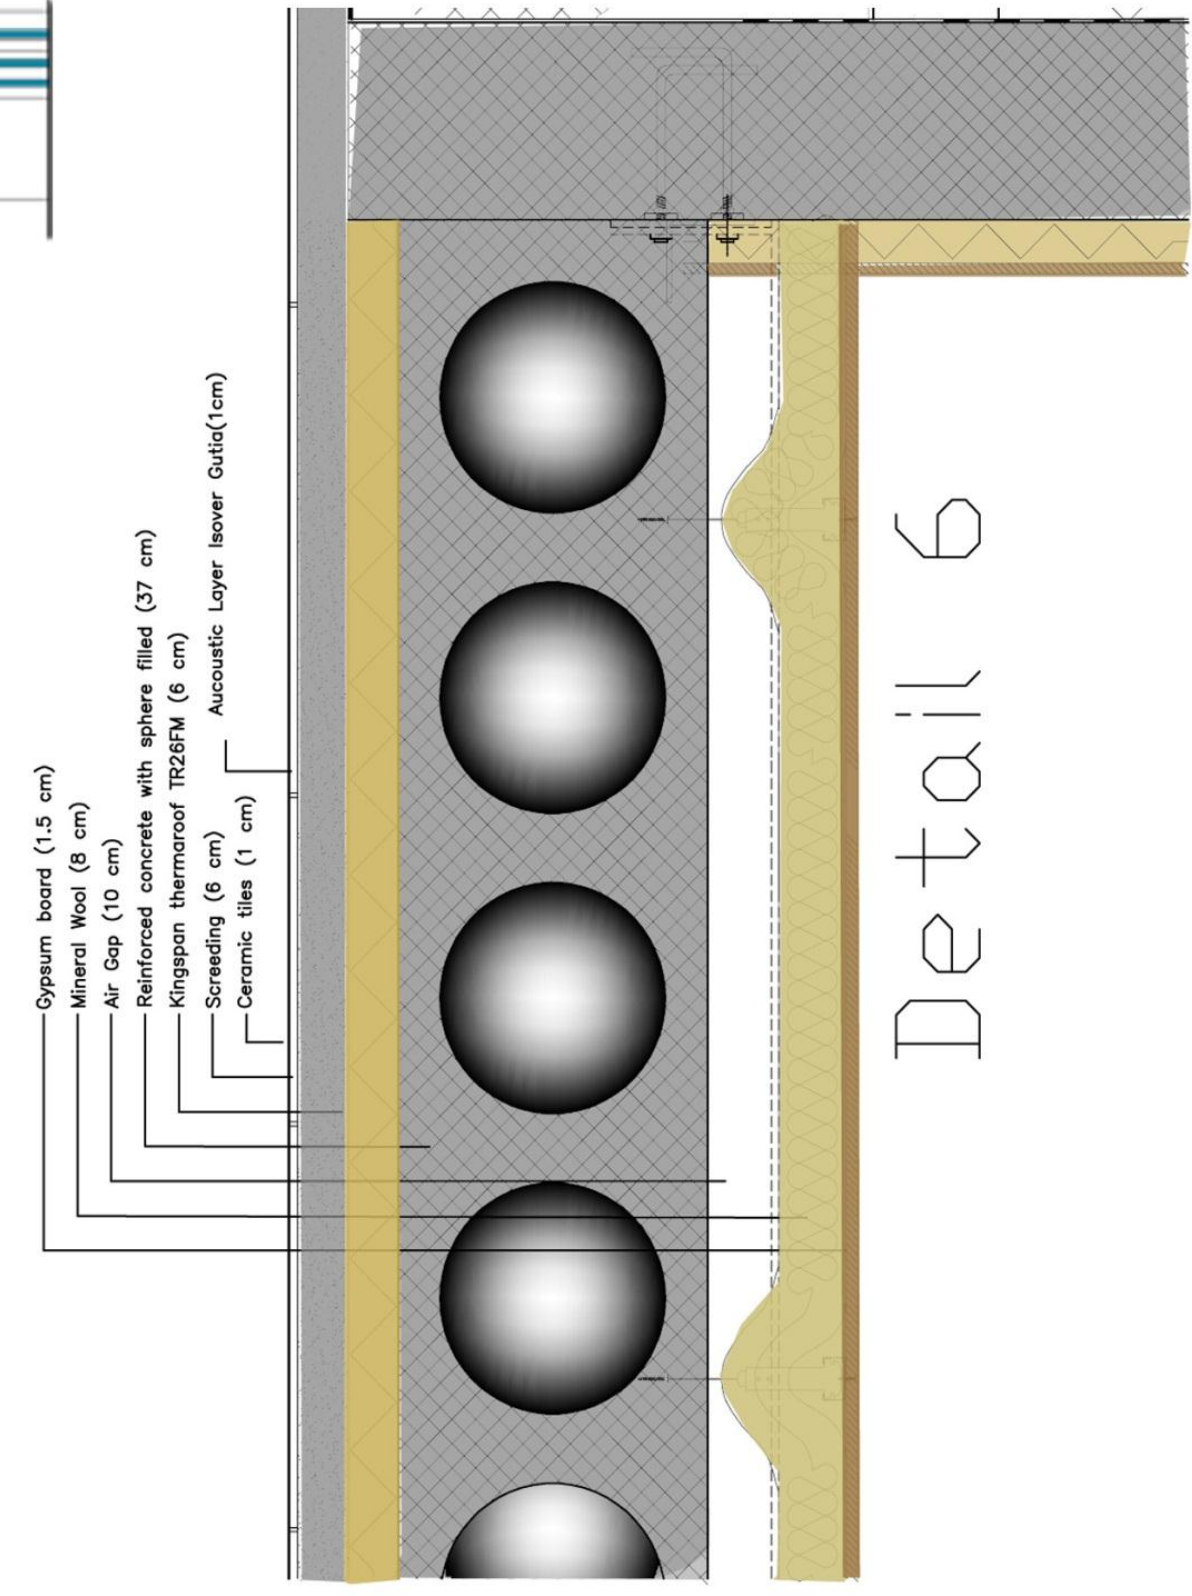 Gypsum board (1.5 cm)
Mineral Wool (8 cm)
Air Gap (10 cm)
Reinforced concrete with sphere filled (37 cm)
Kingspan thermaroof TR26FM (6 cm)
Screeding (6 cm)
Aucoustic Layer Isover Gutia(1cm)
Ceramic tiles (1 cm)
Detail 6